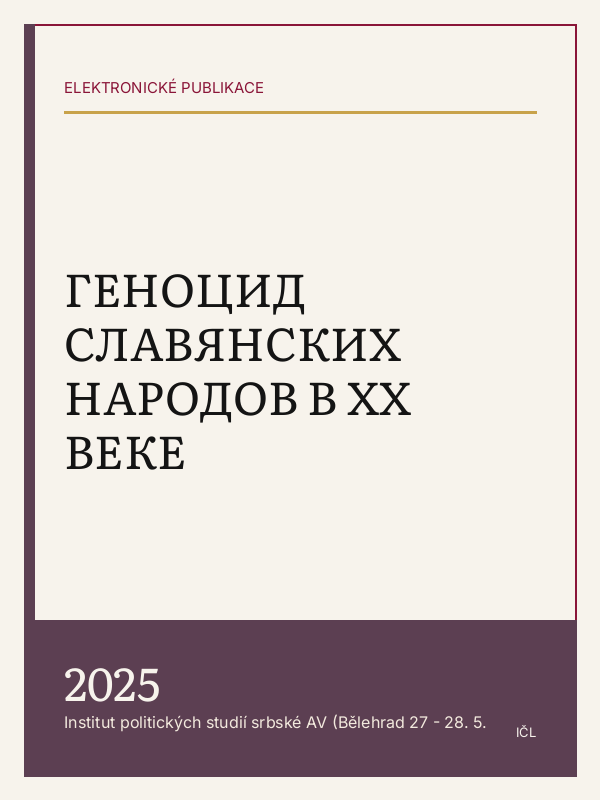 ELEKTRONICKÉ PUBLIKACE
ГЕНОЦИД
СЛАВЯНСКИХ
НАРОДОВ В XX
ВЕКЕ
2025
Institut politických studií srbské AV (Bělehrad 27 - 28. 5.
IČL